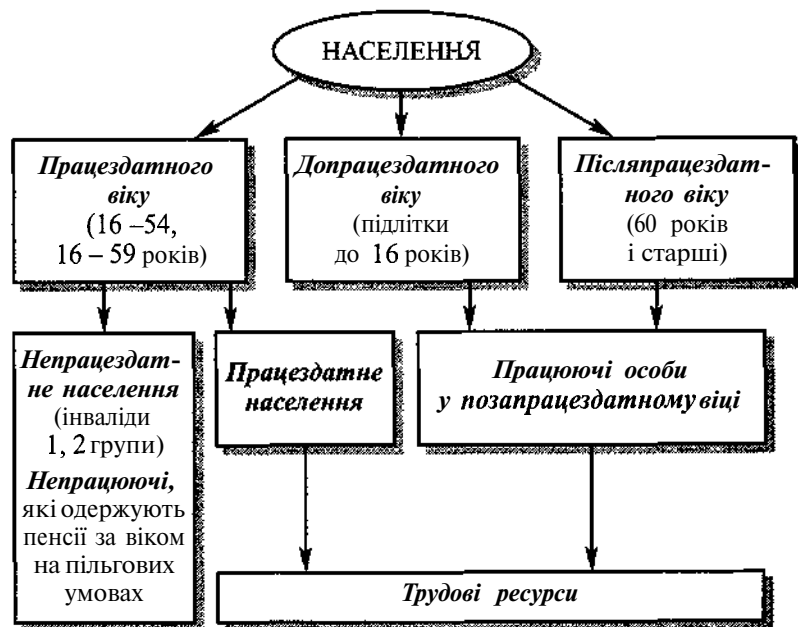 НАСЕЛЕННЯ
Працездатного
віку
(16 –54,
16 – 59 років)
Допрацездатного
віку
(підлітки
до 16 років)
Післяпрацездат-
ного віку
(60 років
і старші)
Непрацездат-
не населення
(інваліди
1, 2 групи)
Непрацюючі,
які одержують
пенсії за віком
на пільгових
умовах
Працездатне
населення
Працюючі особи
у позапрацездатному віці
Трудові ресурси